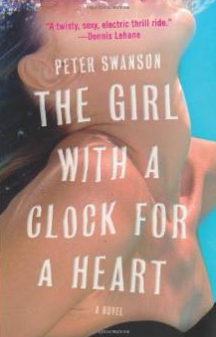 "A twisty, sexy, electric thrill ride."
—Dennis Lehane
PETER SWANSON
THE GIRL
WITH A
CLOCK FOR
A HEART
A NOVEL